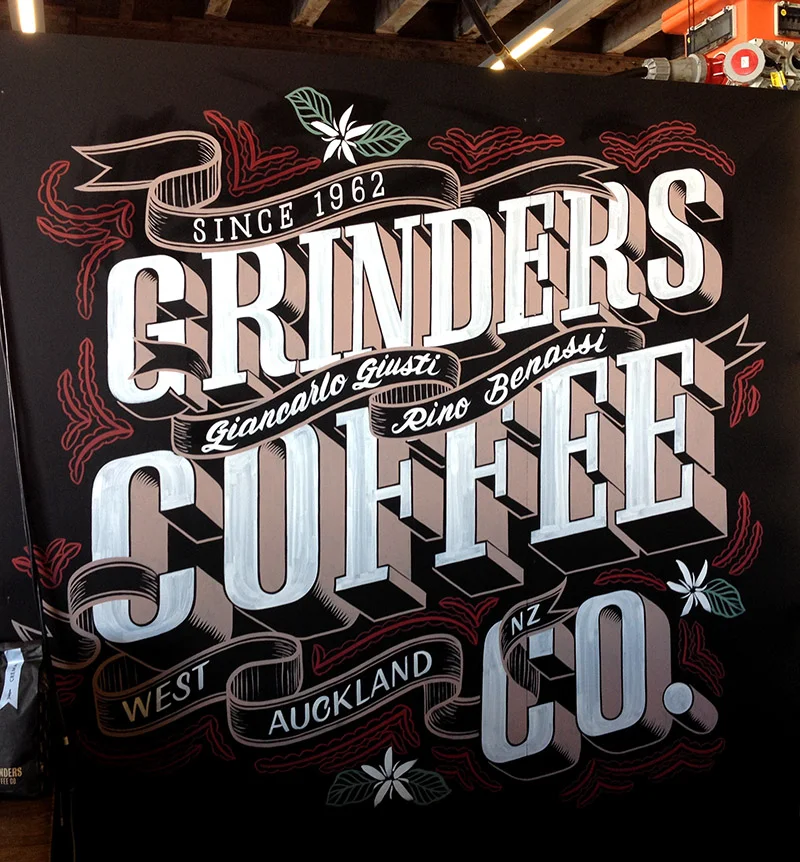 SINCE 1962
GRINDERS
Giancarlo Giusti
Rino Benassi
COFFEE
WEST
AUCKLAND
NZ
CO.